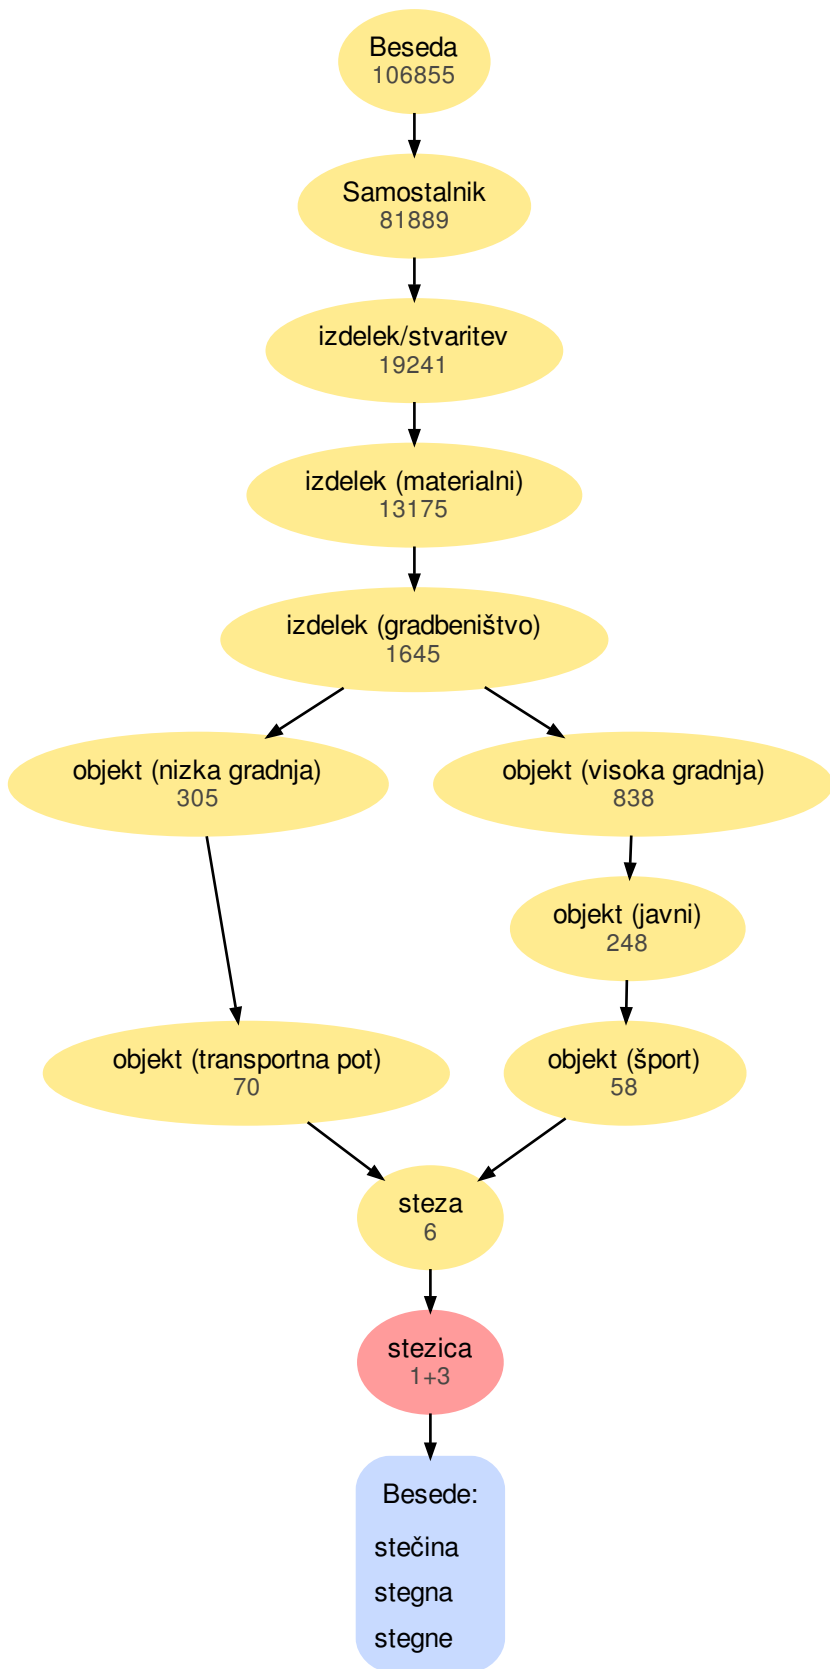 Beseda
106855
Samostalnik
81889
izdelek/stvaritev
19241
izdelek (materialni)
13175
izdelek (gradbeništvo)
1645
objekt (nizka gradnja)
305
objekt (visoka gradnja)
838
objekt (javni)
248
objekt (transportna pot)
70
objekt (šport)
58
steza
6
stezica
1+3
Besede:
stečina
stegna
stegne